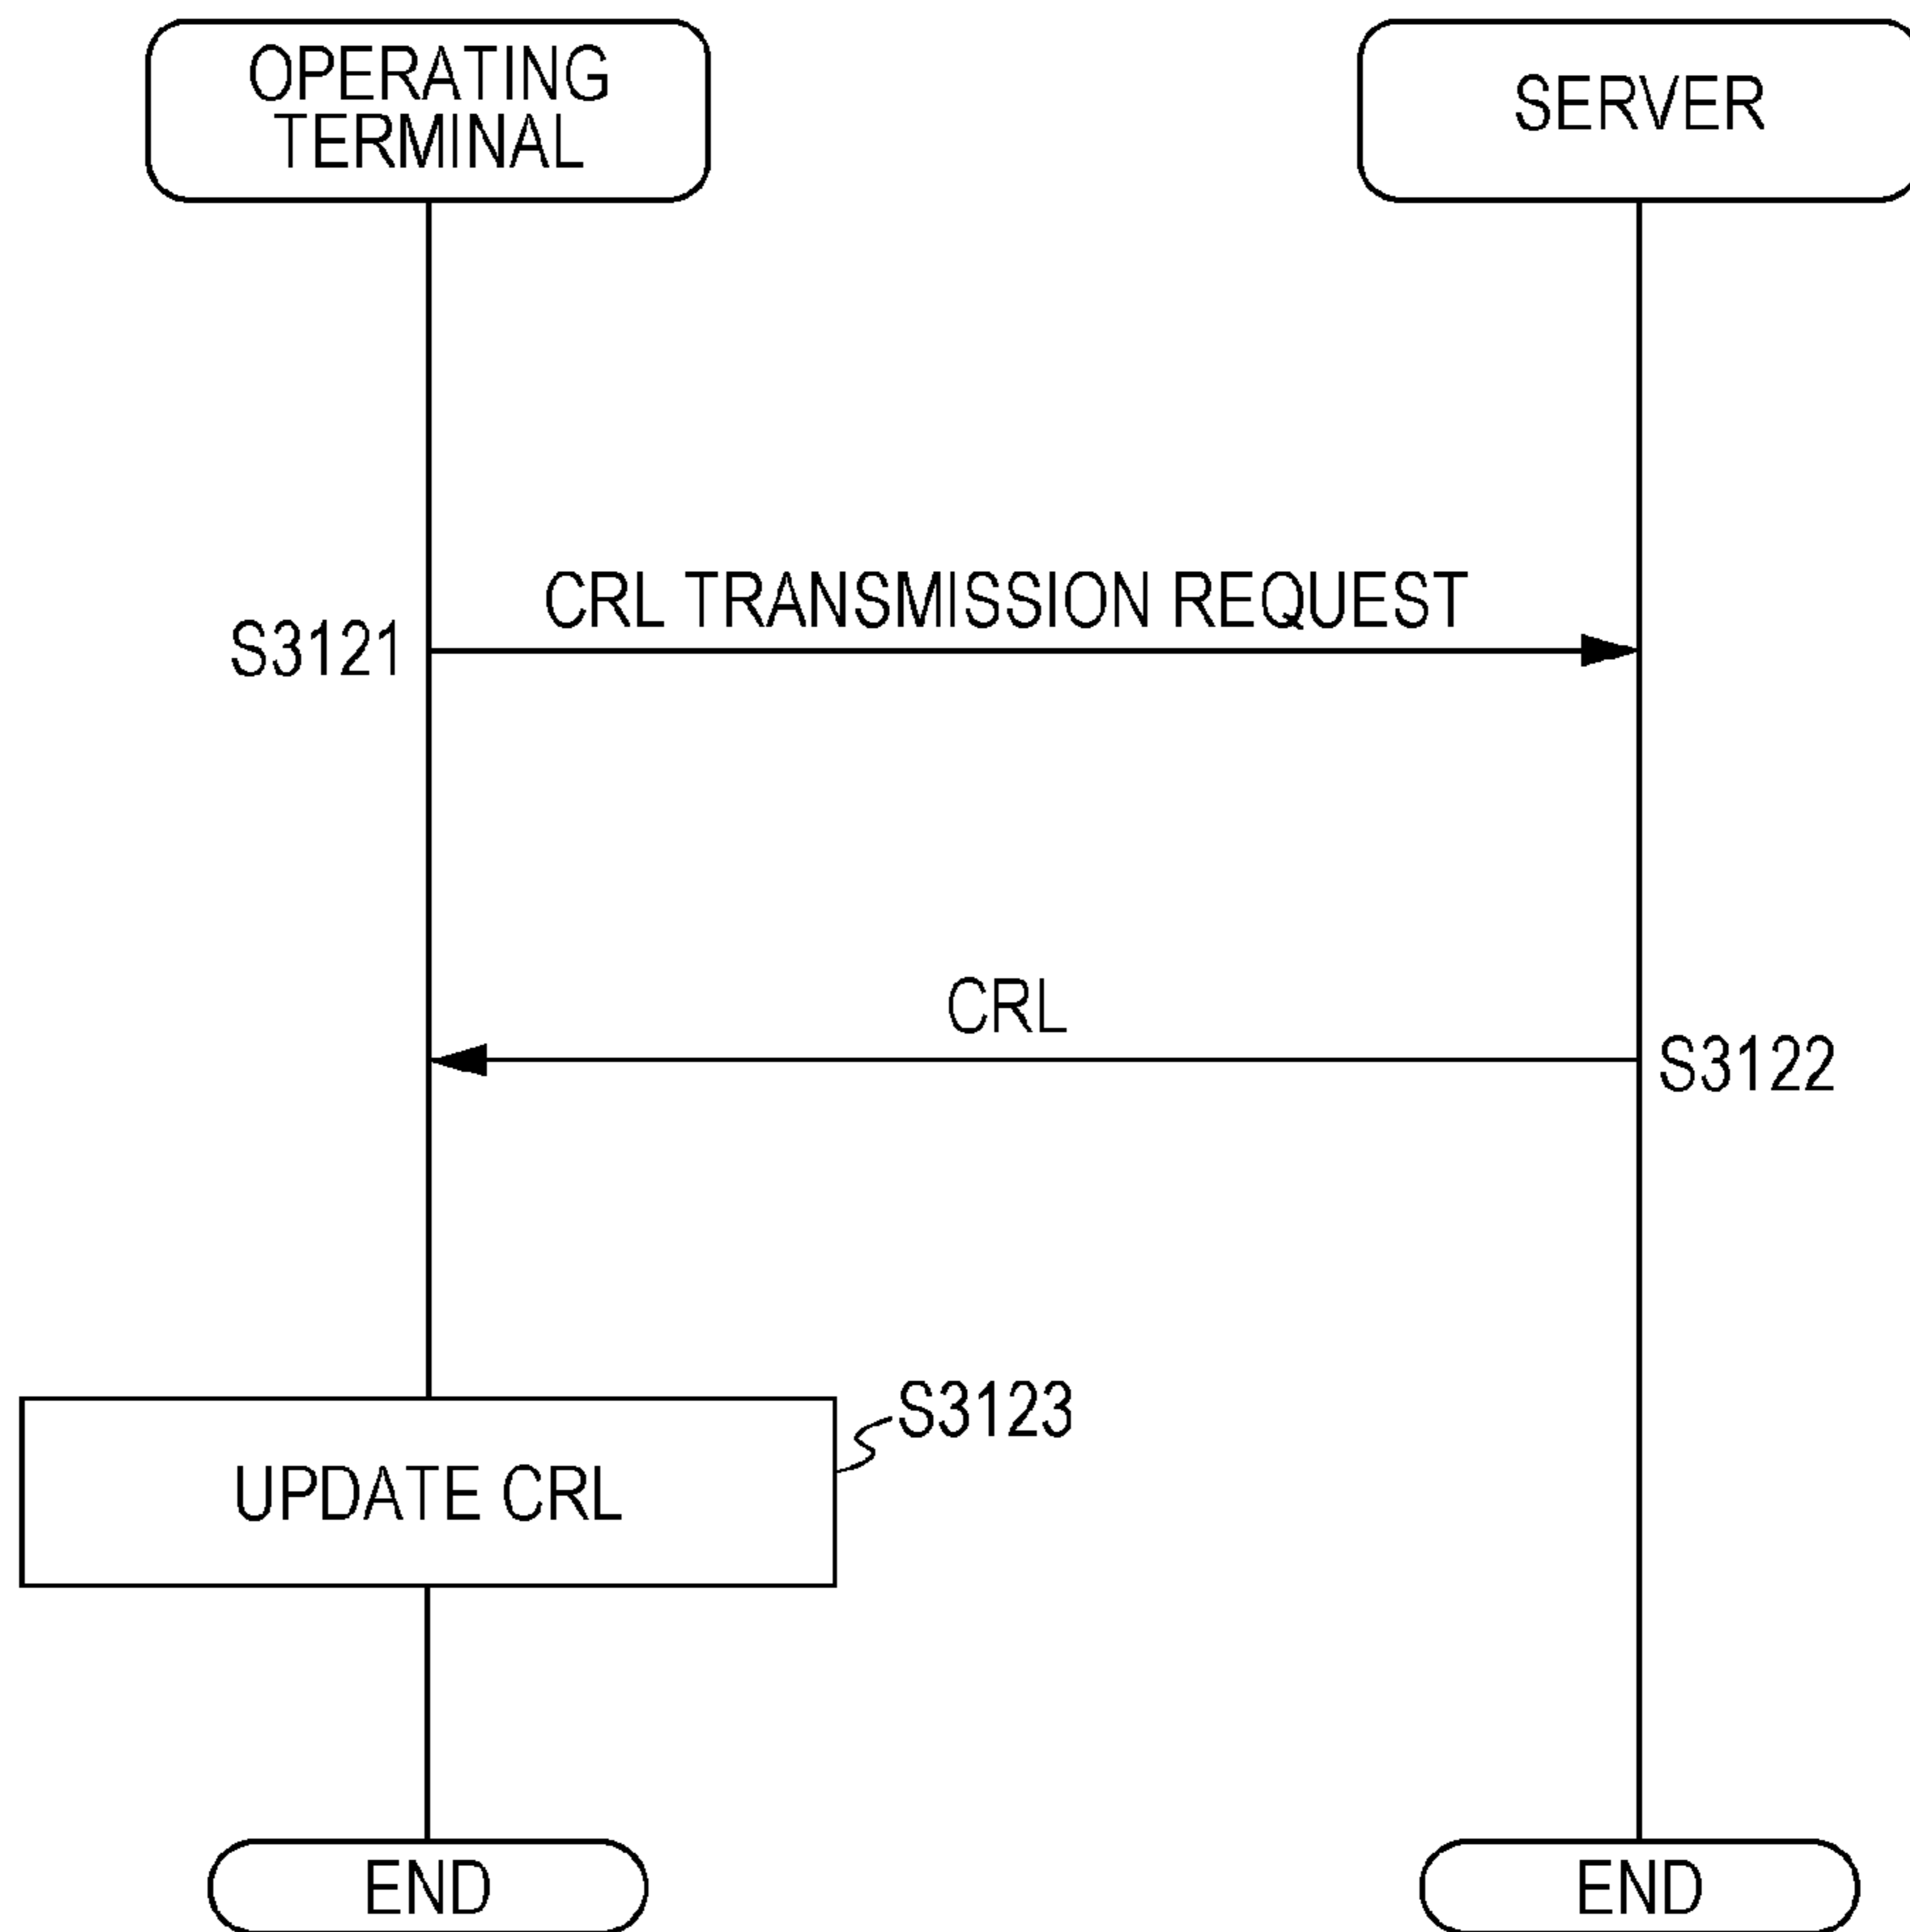 OPERATING
TERMINAL
SERVER
CRL TRANSMISSION REQUEST
S3121
CRL
S3122
S3123
UPDATE CRL
END
END